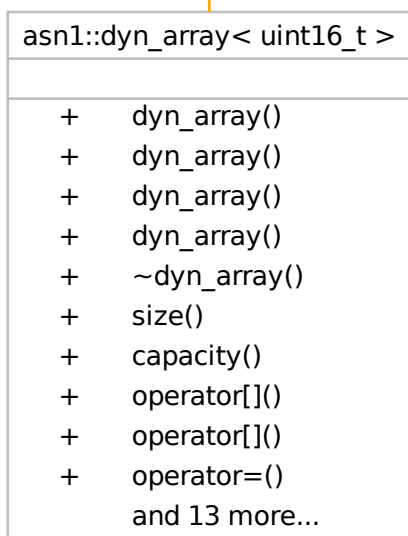 asn1::dyn_array< uint16_t >
+ dyn_array()
+ dyn_array()
+ dyn_array()
+ dyn_array()
+ ~dyn_array()
+ size()
+ capacity()
+ operator[]()
+ operator[]()
+ operator=()
and 13 more...